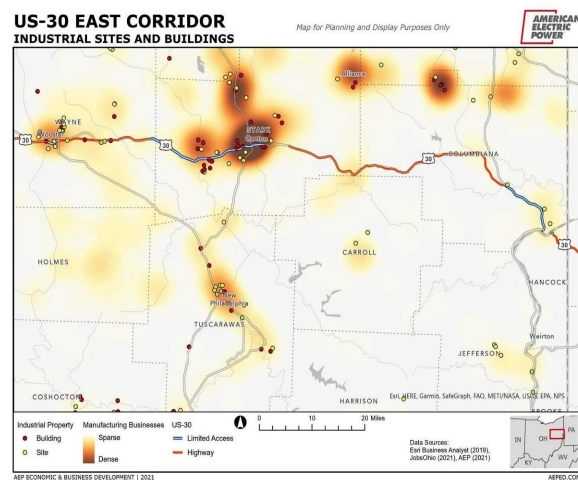 US-30 EAST CORRIDOR
INDUSTRIAL SITES AND BUILDINGS
Map for Planning and Display Purposes Only
AMERICAN
ELECTRIC
POWER
Alliance
WAYNE
Wooster
STARK
Canton
30
30
30
30
COLUMBIANA
HOLMES
CARROLL
HANCOCK
New
Philadelphia
TUSCARAWAS
Weirton
JEFFERSON
COSHOCTON
HARRISON
Esri, HERE, Garmin, SafeGraph, FAO, METI/NASA, USGS, EPA, NPS
BROOKE
Industrial Property
Building
Site
Manufacturing Businesses
Sparse
Dense
US-30
Limited Access
Highway
0 10 20 Miles
Data Sources:
Esri Business Analyst (2019),
JobsOhio (2021), AEP (2021)
IN
OH
PA
KY
WV
AEP ECONOMIC & BUSINESS DEVELOPMENT | 2021
AEPED.COM